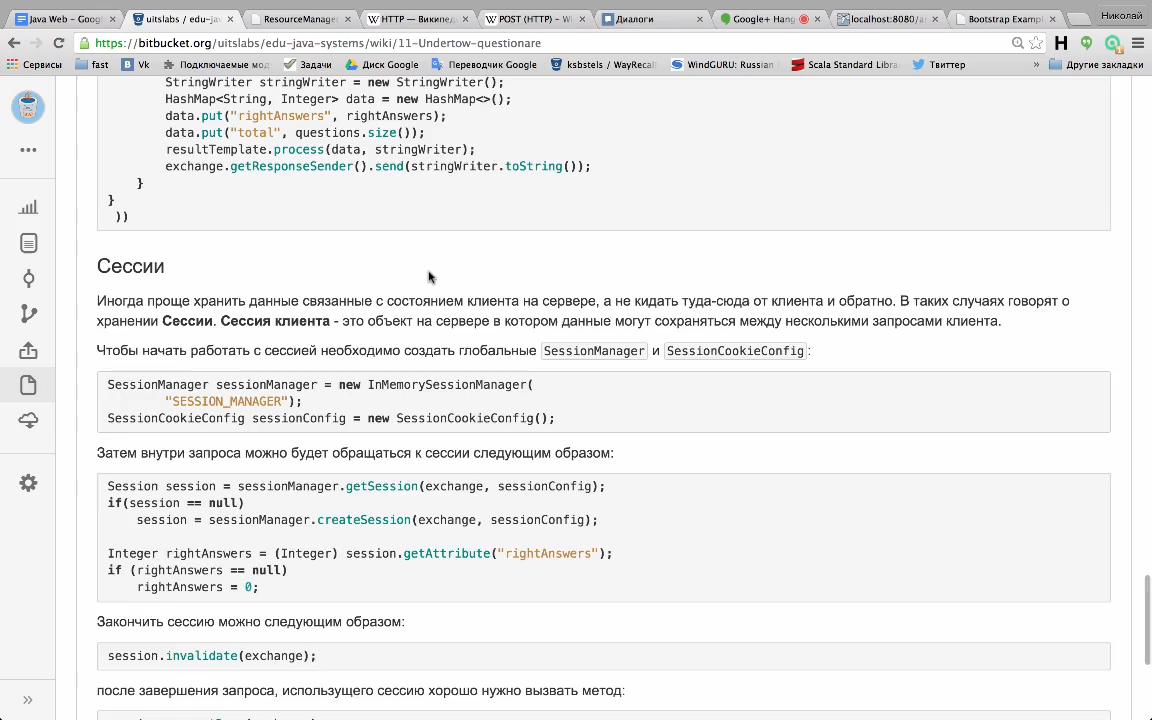 Java Web - Google
uitslabs / edu-ja
ResourceManage
HTTP — Википед
POST (HTTP) – Wi
Диалоги
Google+ Hang
localhost:8080/a
Bootstrap Exampl
Николай
https://bitbucket.org/uitslabs/edu-java-systems/wiki/11-Undertow-questionare
Сервисы
fast
Vk
Подключаемые мод
Задачи
Диск Google
Переводчик Google
ksbstels / WayRecall
WindGURU: Russian
Scala Standard Libra
Твиттер
»
Другие закладки
StringWriter stringWriter = new StringWriter();
HashMap<String, Integer> data = new HashMap<>();
data.put("rightAnswers", rightAnswers);
data.put("total", questions.size());
resultTemplate.process(data, stringWriter);
exchange.getResponseSender().send(stringWriter.toString());
}
}
))
Сессии
Иногда проще хранить данные связанные с состоянием клиента на сервере, а не кидать туда-сюда от клиента и обратно. В таких случаях говорят о
хранении Сессии. Сессия клиента - это объект на сервере в котором данные могут сохраняться между несколькими запросами клиента.
Чтобы начать работать с сессией необходимо создать глобальные SessionManager и SessionCookieConfig:
SessionManager sessionManager = new InMemorySessionManager(
"SESSION_MANAGER");
SessionCookieConfig sessionConfig = new SessionCookieConfig();
Затем внутри запроса можно будет обращаться к сессии следующим образом:
Session session = sessionManager.getSession(exchange, sessionConfig);
if(session == null)
session = sessionManager.createSession(exchange, sessionConfig);
Integer rightAnswers = (Integer) session.getAttribute("rightAnswers");
if (rightAnswers == null)
rightAnswers = 0;
Закончить сессию можно следующим образом:
session.invalidate(exchange);
после завершения запроса, использущего сессию хорошо нужно вызвать метод: